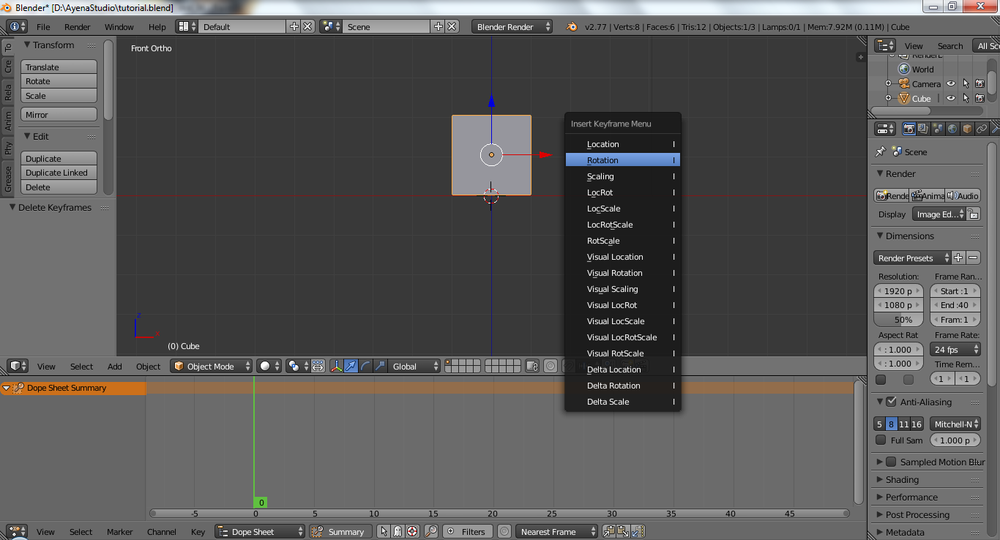 Blender* [D:\AyenaStudio\tutorial.blend]
File Render Window Help Default Scene Blender Render v2.77 | Verts:8 | Faces:6 | Tris:12 | Objects:1/3 | Lamps:0/1 | Mem:7.92M (0.11M) | Cube
To
Cre
Rela
Anim
Phy
Grease
Transform
Translate
Rotate
Scale
Mirror
Edit
Duplicate
Duplicate Linked
Delete
Delete Keyframes
Front Ortho
z
x
(0) Cube
Insert Keyframe Menu
Location I
Rotation I
Scaling I
LocRot I
LocScale I
LocRotScale I
RotScale I
Visual Location I
Visual Rotation I
Visual Scaling I
Visual LocRot I
Visual LocScale I
Visual LocRotScale I
Visual RotScale I
Delta Location I
Delta Rotation I
Delta Scale I
View Select Add Object Object Mode Global
Dope Sheet Summary
0
-5 0 5 10 15 20 25 30 35 40 45
View Select Marker Channel Key Dope Sheet Summary Filters Nearest Frame
View Search All Sc
World
Camera
Cube
Scene
Render
Rende Anima Audio
Display Image Ed...
Dimensions
Render Presets
Resolution: Frame Ran...
1920 p Start :1
1080 p End :40
50% Fram: 1
Aspect Rat Frame Rate:
: 1.000 24 fps
: 1.000 Time Rem...
1 1
Anti-Aliasing
5 8 11 16 Mitchell-N
Full Sam 1.000 p
Sampled Motion Blur
Shading
Performance
Post Processing
Metadata